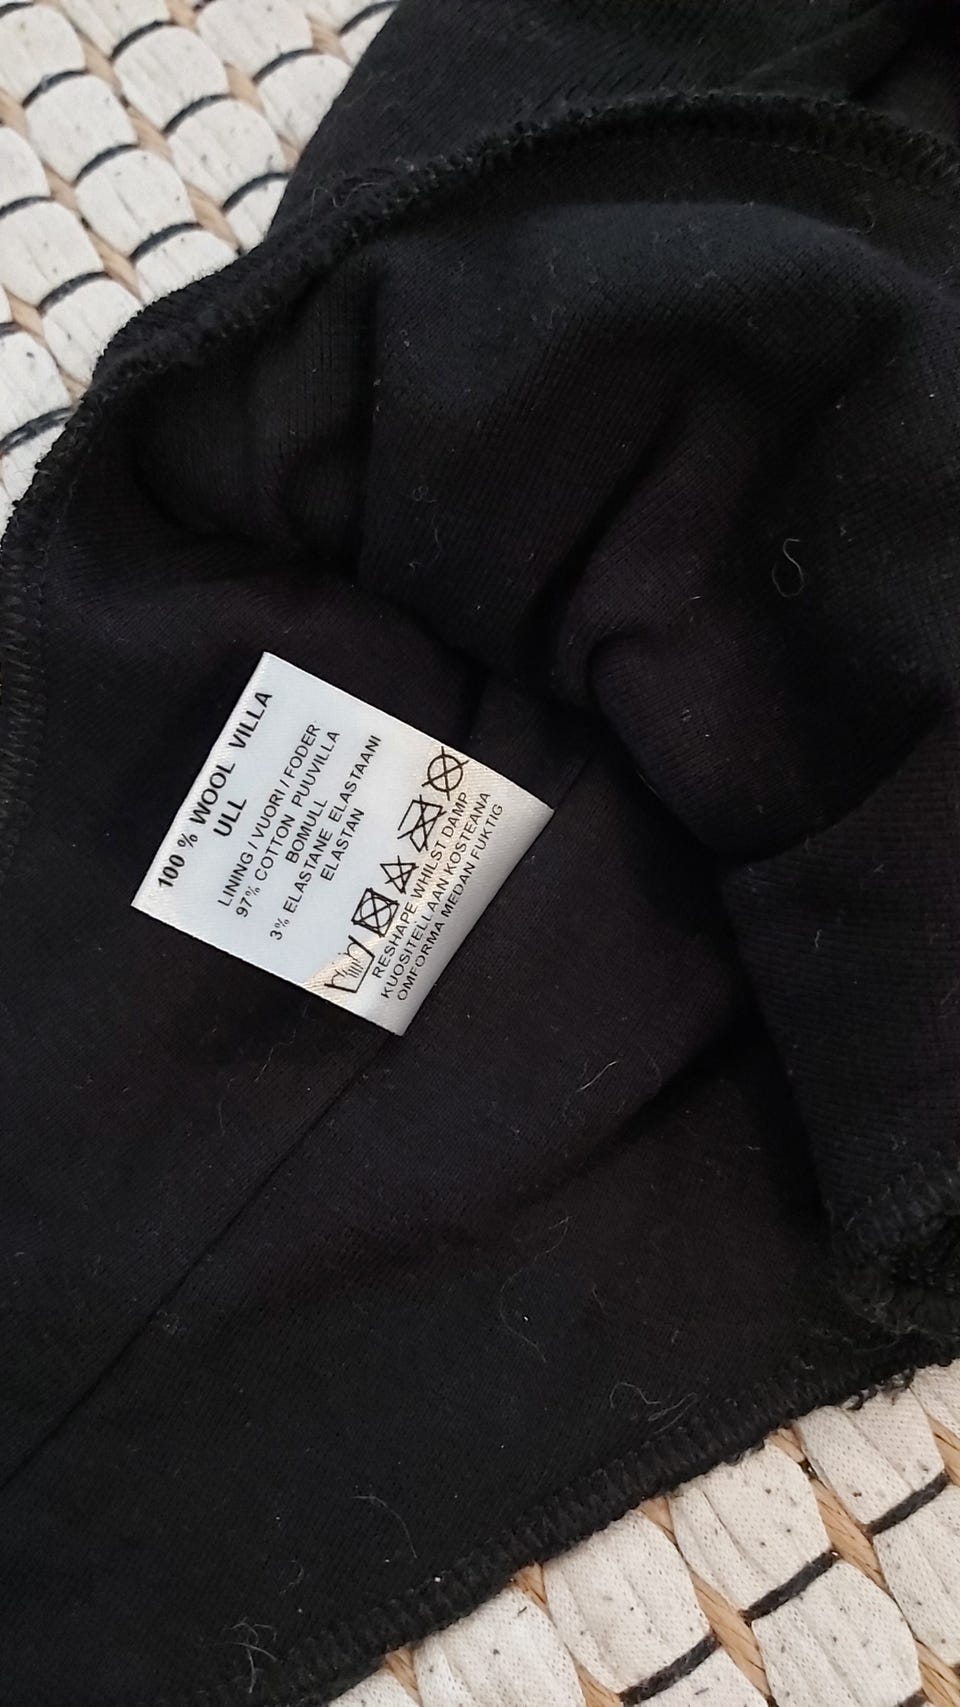 100 % WOOL VILLA
ULL
LINING / VUORI / FODER:
97% COTTON PUUVILLA
BOMULL
3% ELASTANE ELASTAANI
ELASTAN
RESHAPE WHILST DAMP
KUOSITELLAAN KOSTEANA
OMFORMA MEDAN FUKTIG